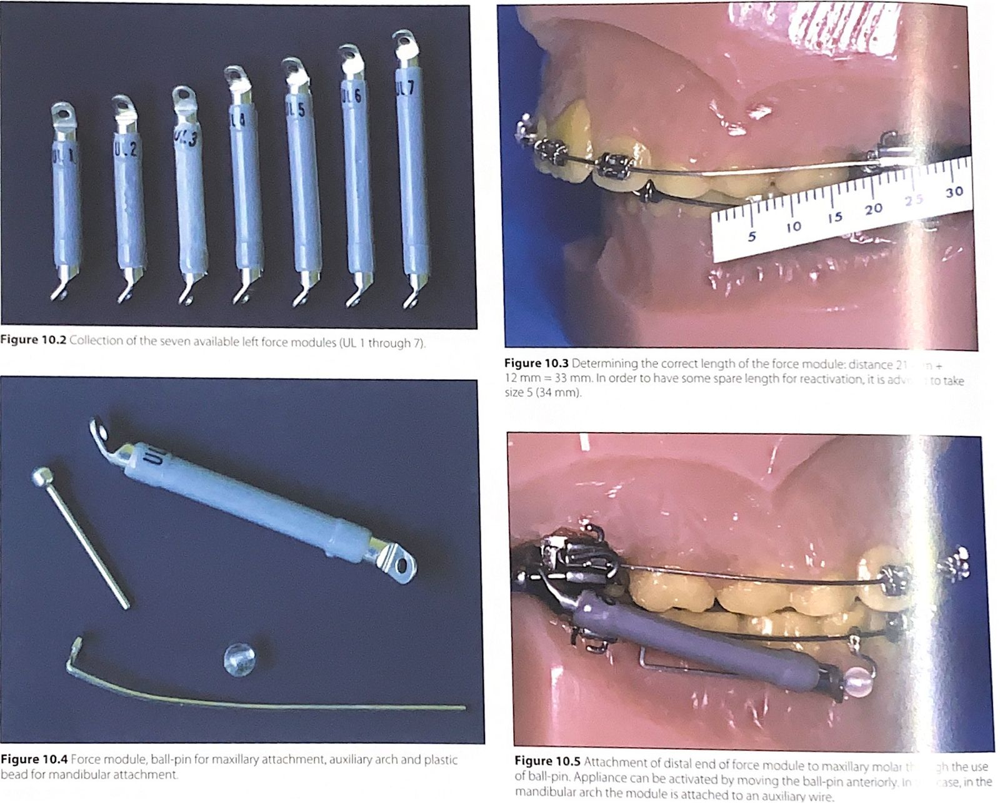 UL 1
UL 2
UL 3
L 4
UL 5
UL 6
UL 7
Figure 10.2 Collection of the seven available left force modules (UL 1 through 7).
5 10 15 20 25 30
Figure 10.3 Determining the correct length of the force module: distance 21 +
12 mm = 33 mm. In order to have some spare length for reactivation, it is to take
size 5 (34 mm).
UL
Figure 10.4 Force module, ball-pin for maxillary attachment, auxiliary arch and plastic
bead for mandibular attachment.
Figure 10.5 Attachment of distal end of force module to maxillary molar the use
of ball-pin. Appliance can be activated by moving the ball-pin anteriorly. In case, in the
mandibular arch the module is attached to an auxiliary wire.